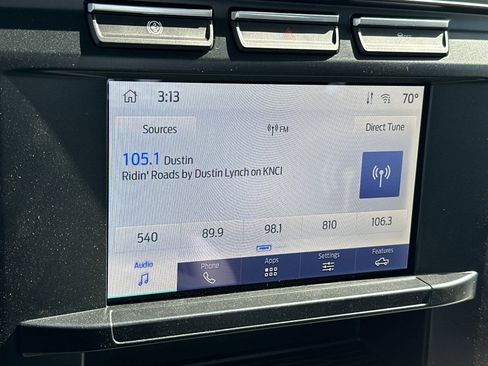 OFF
3:13
70°
Sources
FM
Direct Tune
105.1 Dustin
Ridin' Roads by Dustin Lynch on KNCI
540 89.9 98.1 810 106.3
Audio Phone Apps Settings Features